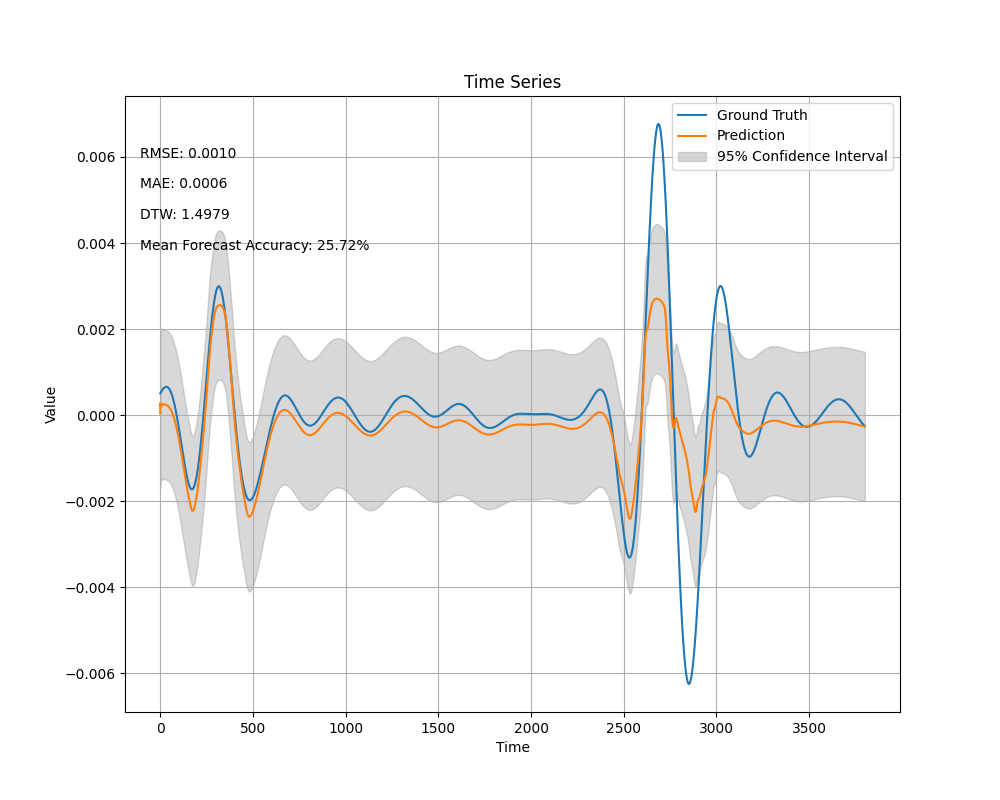 Time Series
Ground Truth
Prediction
95% Confidence Interval
RMSE: 0.0010
MAE: 0.0006
DTW: 1.4979
Mean Forecast Accuracy: 25.72%
0.006
0.004
0.002
0.000
−0.002
−0.004
−0.006
Value
0 500 1000 1500 2000 2500 3000 3500
Time